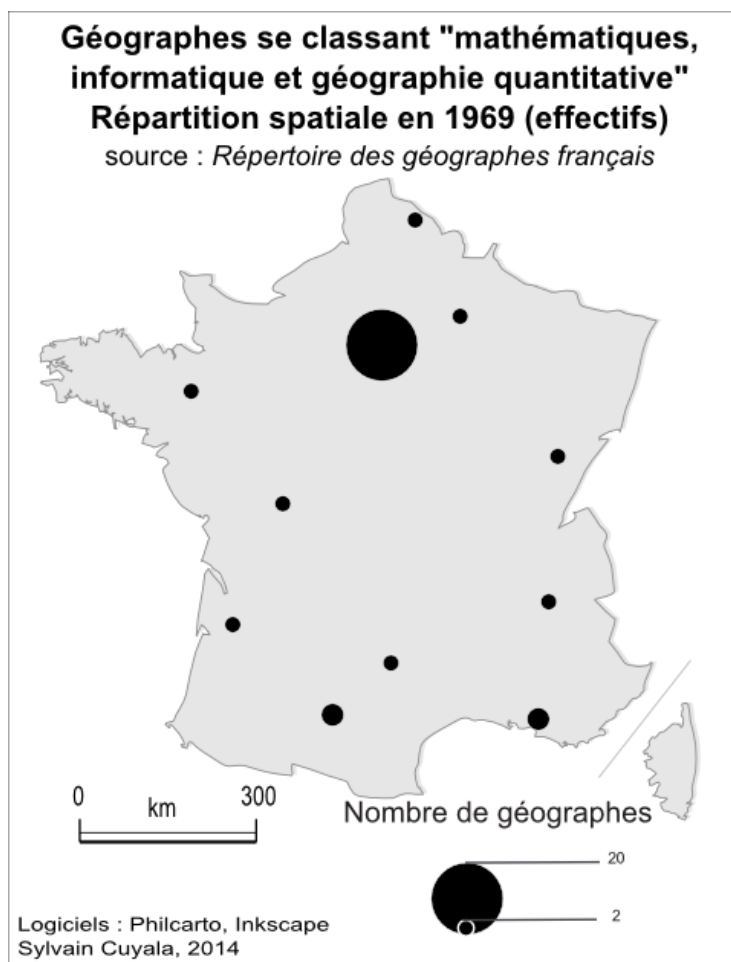 Géographes se classant "mathématiques,
informatique et géographie quantitative"
Répartition spatiale en 1969 (effectifs)
source : Répertoire des géographes français
0 km 300
Nombre de géographes
20
2
Logiciels : Philcarto, Inkscape
Sylvain Cuyala, 2014